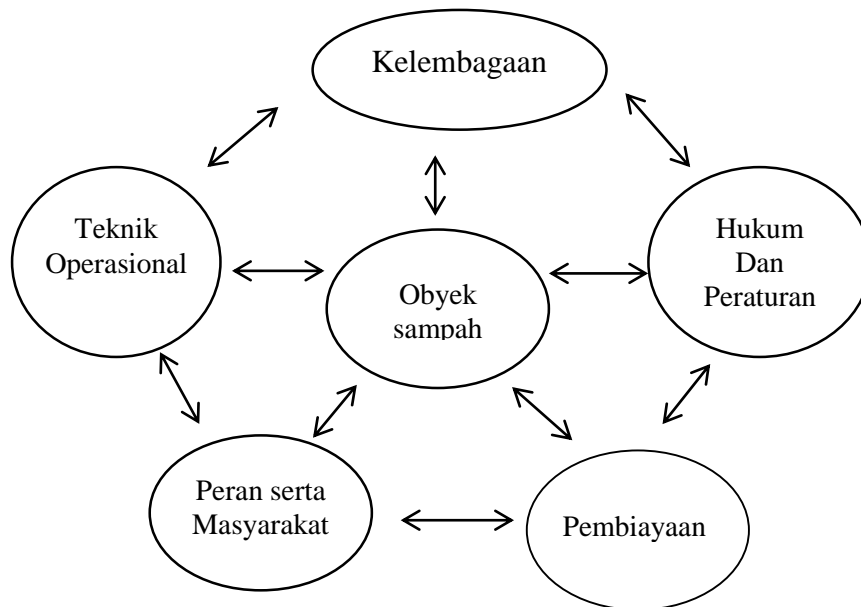 Kelembagaan
Teknik
Operasional
Hukum
Dan
Peraturan
Obyek
sampah
Peran serta
Masyarakat
Pembiayaan